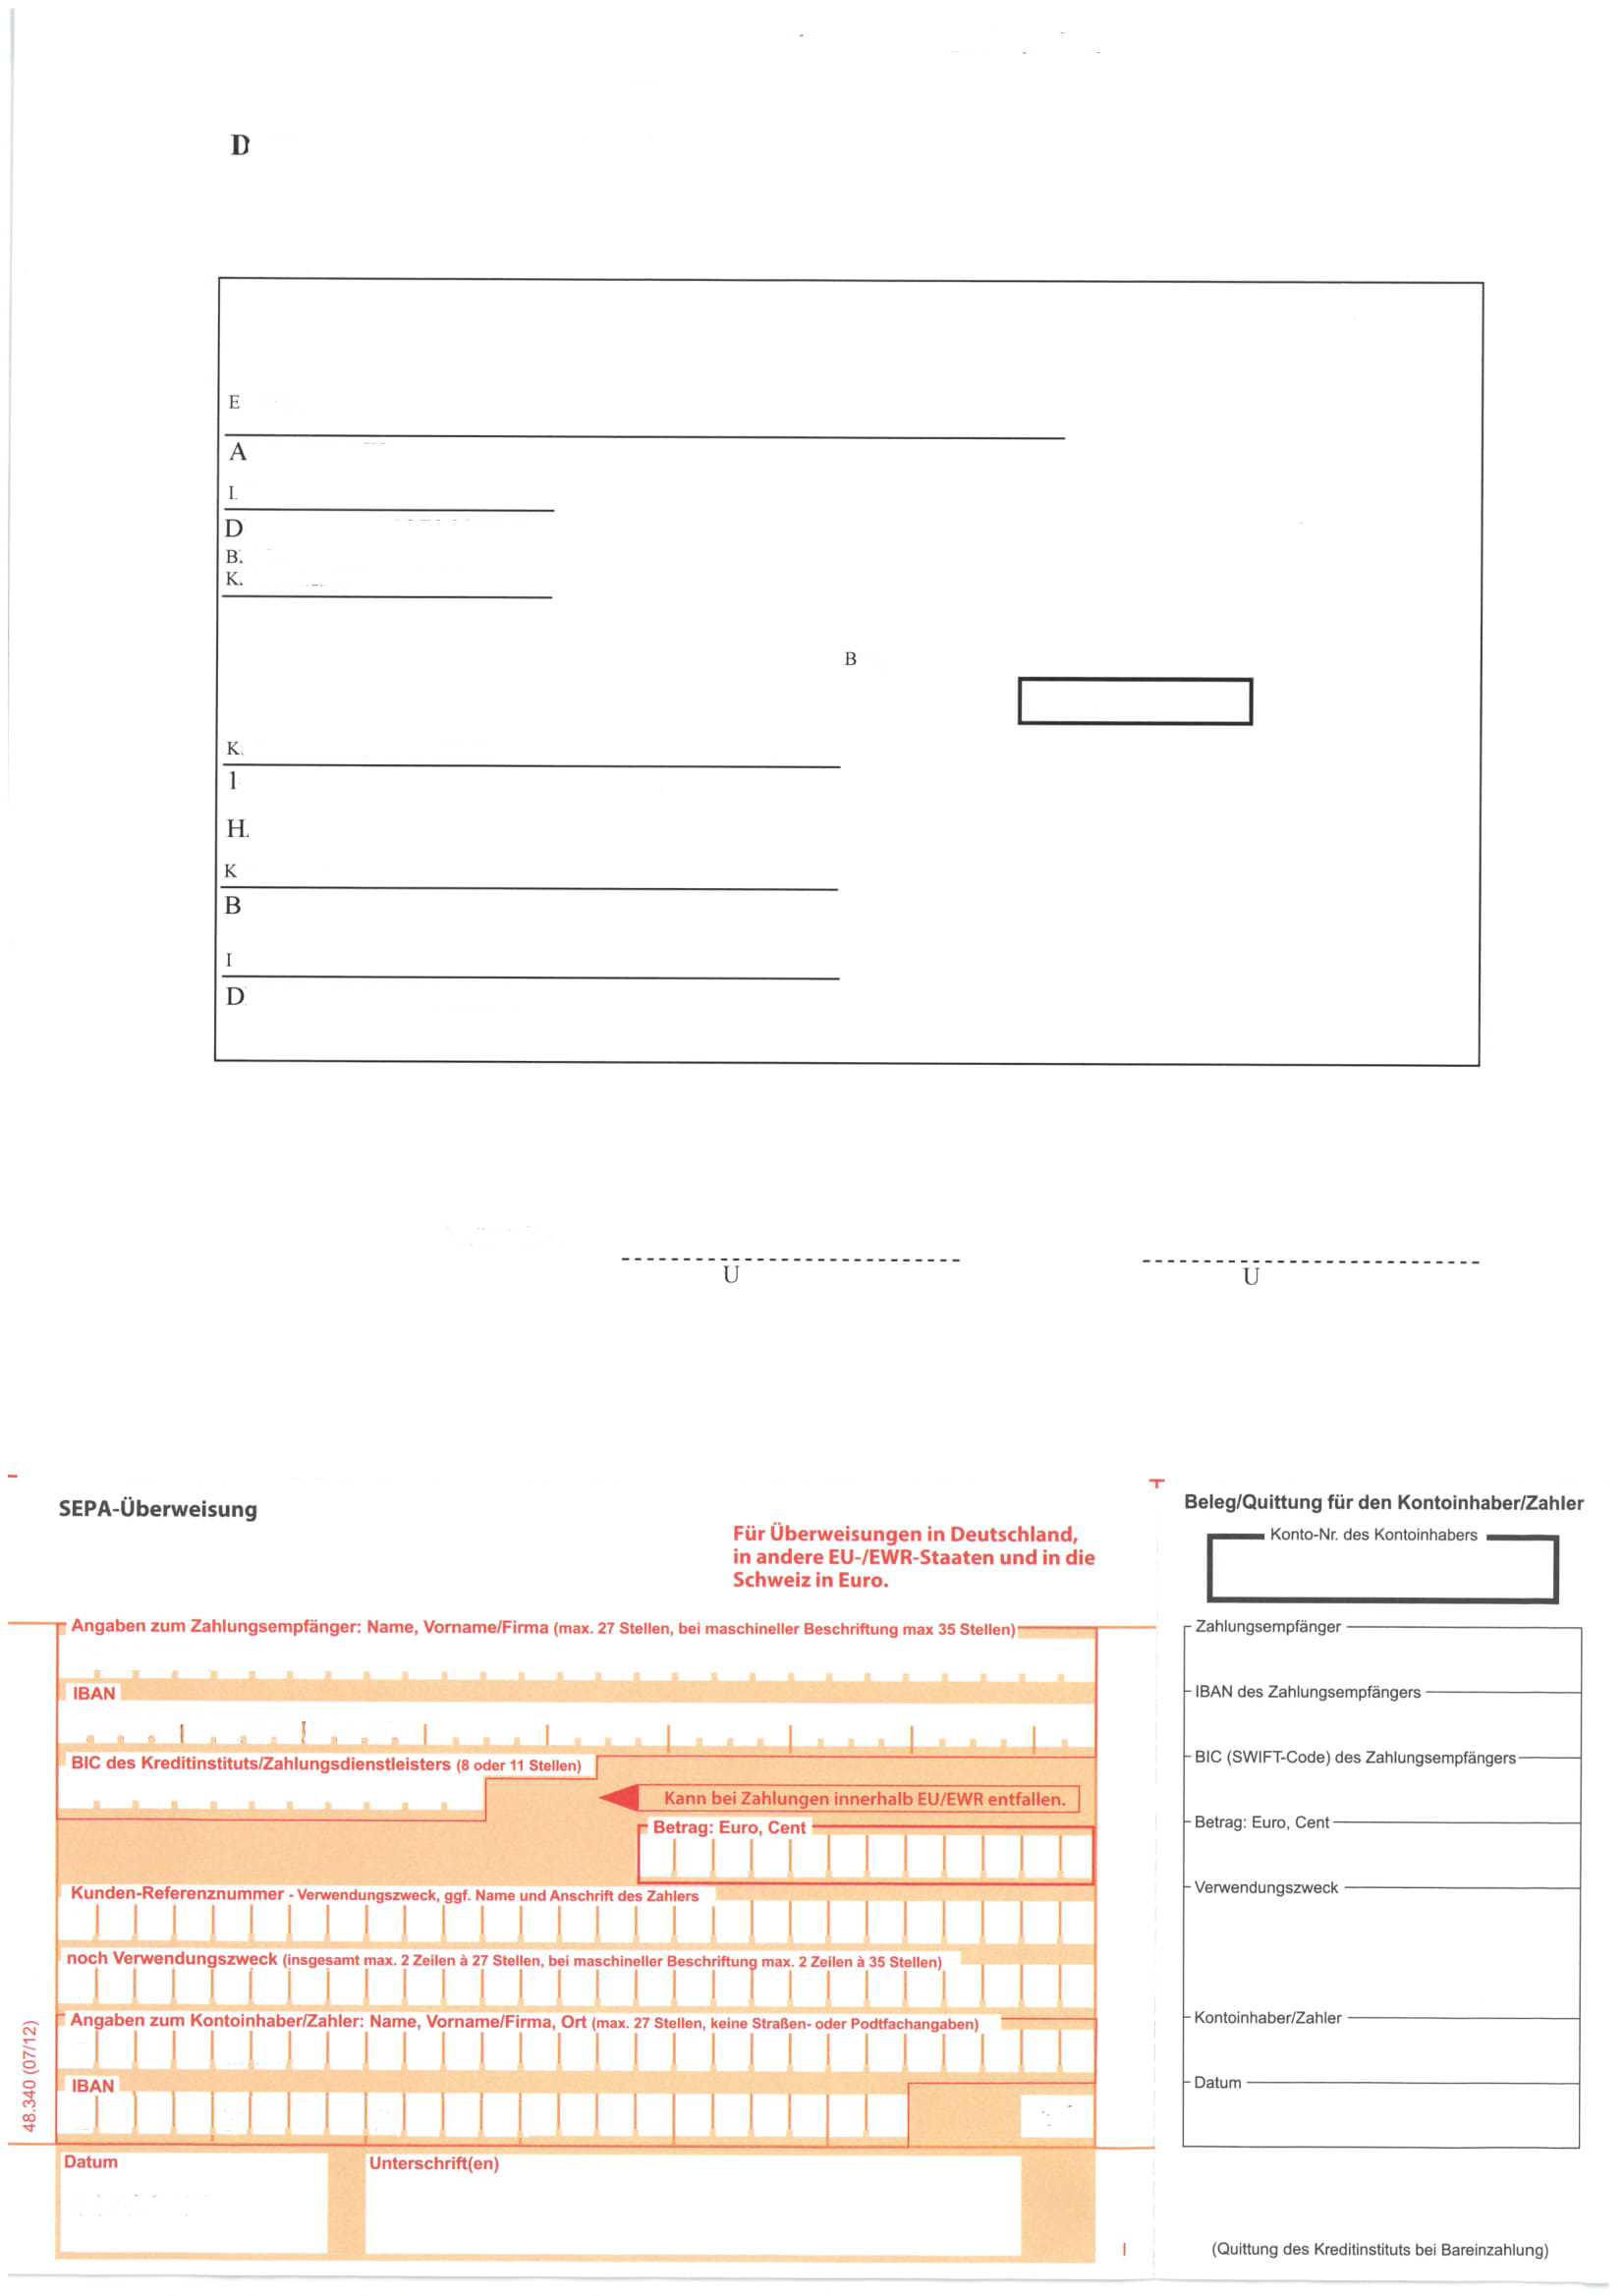 D
E
A
I.
D
B.
K.
B
K.
1
H.
K
B
I
D
U U
SEPA-Überweisung
Für Überweisungen in Deutschland,
in andere EU-/EWR-Staaten und in die
Schweiz in Euro.
Angaben zum Zahlungsempfänger: Name, Vorname/Firma (max. 27 Stellen, bei maschineller Beschriftung max 35 Stellen)
IBAN
BIC des Kreditinstituts/Zahlungsdienstleisters (8 oder 11 Stellen)
Kann bei Zahlungen innerhalb EU/EWR entfallen.
Betrag: Euro, Cent
Kunden-Referenznummer - Verwendungszweck, ggf. Name und Anschrift des Zahlers
noch Verwendungszweck (insgesamt max. 2 Zeilen à 27 Stellen, bei maschineller Beschriftung max. 2 Zeilen à 35 Stellen)
Angaben zum Kontoinhaber/Zahler: Name, Vorname/Firma, Ort (max. 27 Stellen, keine Straßen- oder Podtfachangaben)
IBAN
Datum
Unterschrift(en)
48.340 (07/12)
Beleg/Quittung für den Kontoinhaber/Zahler
Konto-Nr. des Kontoinhabers
Zahlungsempfänger
IBAN des Zahlungsempfängers
BIC (SWIFT-Code) des Zahlungsempfängers
Betrag: Euro, Cent
Verwendungszweck
Kontoinhaber/Zahler
Datum
(Quittung des Kreditinstituts bei Bareinzahlung)